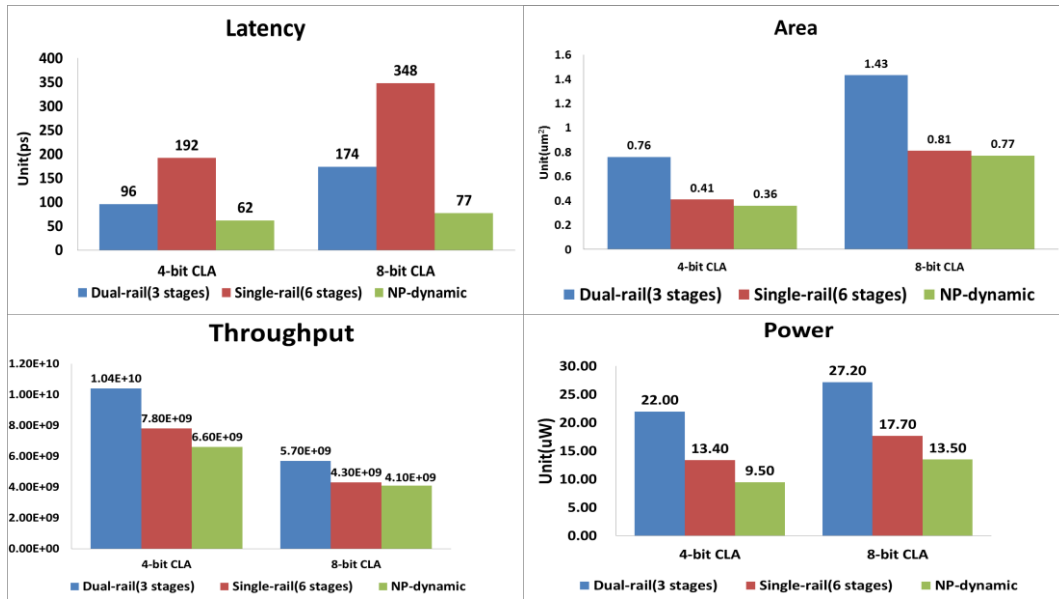 Latency
Unit(ps)
400
350
300
250
200
150
100
50
0
96
192
62
174
348
77
4-bit CLA
8-bit CLA
Dual-rail(3 stages) Single-rail(6 stages) NP-dynamic
Area
Unit(um²)
1.6
1.4
1.2
1
0.8
0.6
0.4
0.2
0
0.76
0.41
0.36
1.43
0.81
0.77
4-bit CLA
8-bit CLA
Dual-rail(3 stages) Single-rail(6 stages) NP-dynamic
Throughput
1.20E+10
1.00E+10
8.00E+09
6.00E+09
4.00E+09
2.00E+09
0.00E+00
1.04E+10
7.80E+09
6.60E+09
5.70E+09
4.30E+09
4.10E+09
4-bit CLA
8-bit CLA
Dual-rail(3 stages) Single-rail(6 stages) NP-dynamic
Power
Unit(uW)
30.00
25.00
20.00
15.00
10.00
5.00
0.00
22.00
13.40
9.50
27.20
17.70
13.50
4-bit CLA
8-bit CLA
Dual-rail(3 stages) Single-rail(6 stages) NP-dynamic